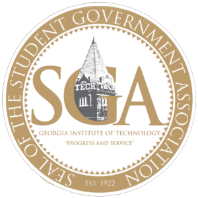 SEAL OF THE STUDENT GOVERNMENT ASSOCIATION
TECH
SGA
GEORGIA INSTITUTE OF TECHNOLOGY
"PROGRESS AND SERVICE"
EST. 1922